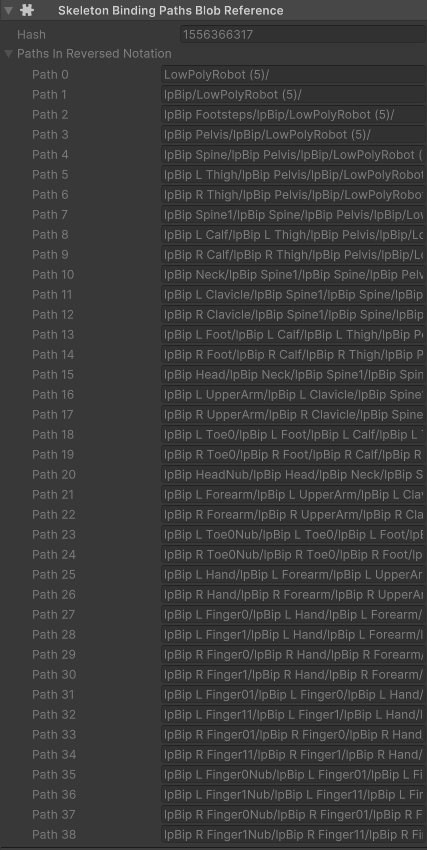 Skeleton Binding Paths Blob Reference
Hash 1556366317
Paths In Reversed Notation
Path 0 LowPolyRobot (5)/
Path 1 lpBip/LowPolyRobot (5)/
Path 2 lpBip Footsteps/lpBip/LowPolyRobot (5)/
Path 3 lpBip Pelvis/lpBip/LowPolyRobot (5)/
Path 4 lpBip Spine/lpBip Pelvis/lpBip/LowPolyRobot (
Path 5 lpBip L Thigh/lpBip Pelvis/lpBip/LowPolyRobot
Path 6 lpBip R Thigh/lpBip Pelvis/lpBip/LowPolyRobo
Path 7 lpBip Spine1/lpBip Spine/lpBip Pelvis/lpBip/Lo
Path 8 lpBip L Calf/lpBip L Thigh/lpBip Pelvis/lpBip/L
Path 9 lpBip R Calf/lpBip R Thigh/lpBip Pelvis/lpBip/L
Path 10 lpBip Neck/lpBip Spine1/lpBip Spine/lpBip Pel
Path 11 lpBip L Clavicle/lpBip Spine1/lpBip Spine/lpBip
Path 12 lpBip R Clavicle/lpBip Spine1/lpBip Spine/lpBip
Path 13 lpBip L Foot/lpBip L Calf/lpBip L Thigh/lpBip P
Path 14 lpBip R Foot/lpBip R Calf/lpBip R Thigh/lpBip P
Path 15 lpBip Head/lpBip Neck/lpBip Spine1/lpBip Spin
Path 16 lpBip L UpperArm/lpBip L Clavicle/lpBip Spine
Path 17 lpBip R UpperArm/lpBip R Clavicle/lpBip Spine
Path 18 lpBip L Toe0/lpBip L Foot/lpBip L Calf/lpBip L
Path 19 lpBip R Toe0/lpBip R Foot/lpBip R Calf/lpBip R
Path 20 lpBip HeadNub/lpBip Head/lpBip Neck/lpBip S
Path 21 lpBip L Forearm/lpBip L UpperArm/lpBip L Cla
Path 22 lpBip R Forearm/lpBip R UpperArm/lpBip R Cla
Path 23 lpBip L Toe0Nub/lpBip L Toe0/lpBip L Foot/lp
Path 24 lpBip R Toe0Nub/lpBip R Toe0/lpBip R Foot/lp
Path 25 lpBip L Hand/lpBip L Forearm/lpBip L UpperAr
Path 26 lpBip R Hand/lpBip R Forearm/lpBip R UpperA
Path 27 lpBip L Finger0/lpBip L Hand/lpBip L Forearm/
Path 28 lpBip L Finger1/lpBip L Hand/lpBip L Forearm/l
Path 29 lpBip R Finger0/lpBip R Hand/lpBip R Forearm/
Path 30 lpBip R Finger1/lpBip R Hand/lpBip R Forearm/
Path 31 lpBip L Finger01/lpBip L Finger0/lpBip L Hand/
Path 32 lpBip L Finger11/lpBip L Finger1/lpBip L Hand/l
Path 33 lpBip R Finger01/lpBip R Finger0/lpBip R Hand
Path 34 lpBip R Finger11/lpBip R Finger1/lpBip R Hand/
Path 35 lpBip L Finger0Nub/lpBip L Finger01/lpBip L Fi
Path 36 lpBip L Finger1Nub/lpBip L Finger11/lpBip L Fin
Path 37 lpBip R Finger0Nub/lpBip R Finger01/lpBip R F
Path 38 lpBip R Finger1Nub/lpBip R Finger11/lpBip R Fi